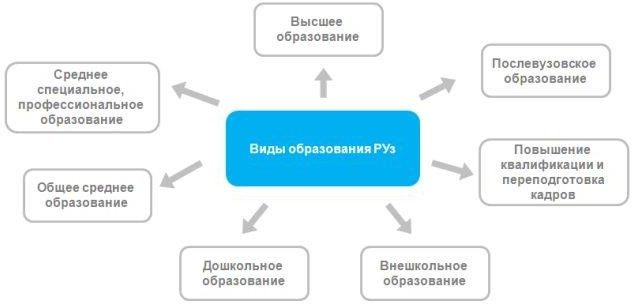 Высшее
образование
Среднее
специальное,
профессиональное
образование
Послевузовское
образование
Виды образования РУз
Повышение
квалификации и
переподготовка
кадров
Общее среднее
образование
Дошкольное
образование
Внешкольное
образование